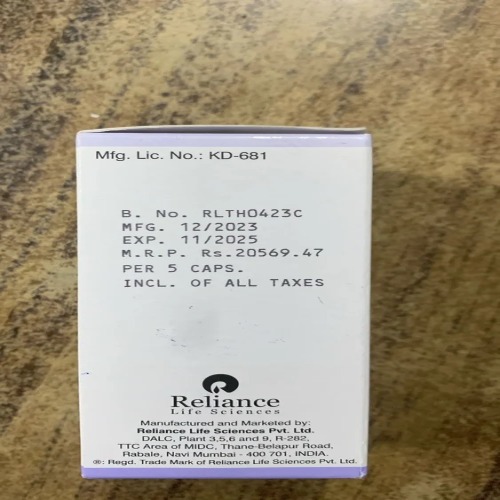 Mfg. Lic. No.: KD-681
B. No. RLTH0423C
MFG. 12/2023
EXP. 11/2025
M.R.P. Rs.20569.47
PER 5 CAPS.
INCL. OF ALL TAXES
Reliance
Life Sciences
Manufactured and Marketed by:
Reliance Life Sciences Pvt. Ltd.
DALC, Plant 3,5,6 and 9, R-282,
TTC Area of MIDC, Thane-Belapur Road,
Rabale, Navi Mumbai - 400 701, INDIA.
®: Regd. Trade Mark of Reliance Life Sciences Pvt. Ltd.